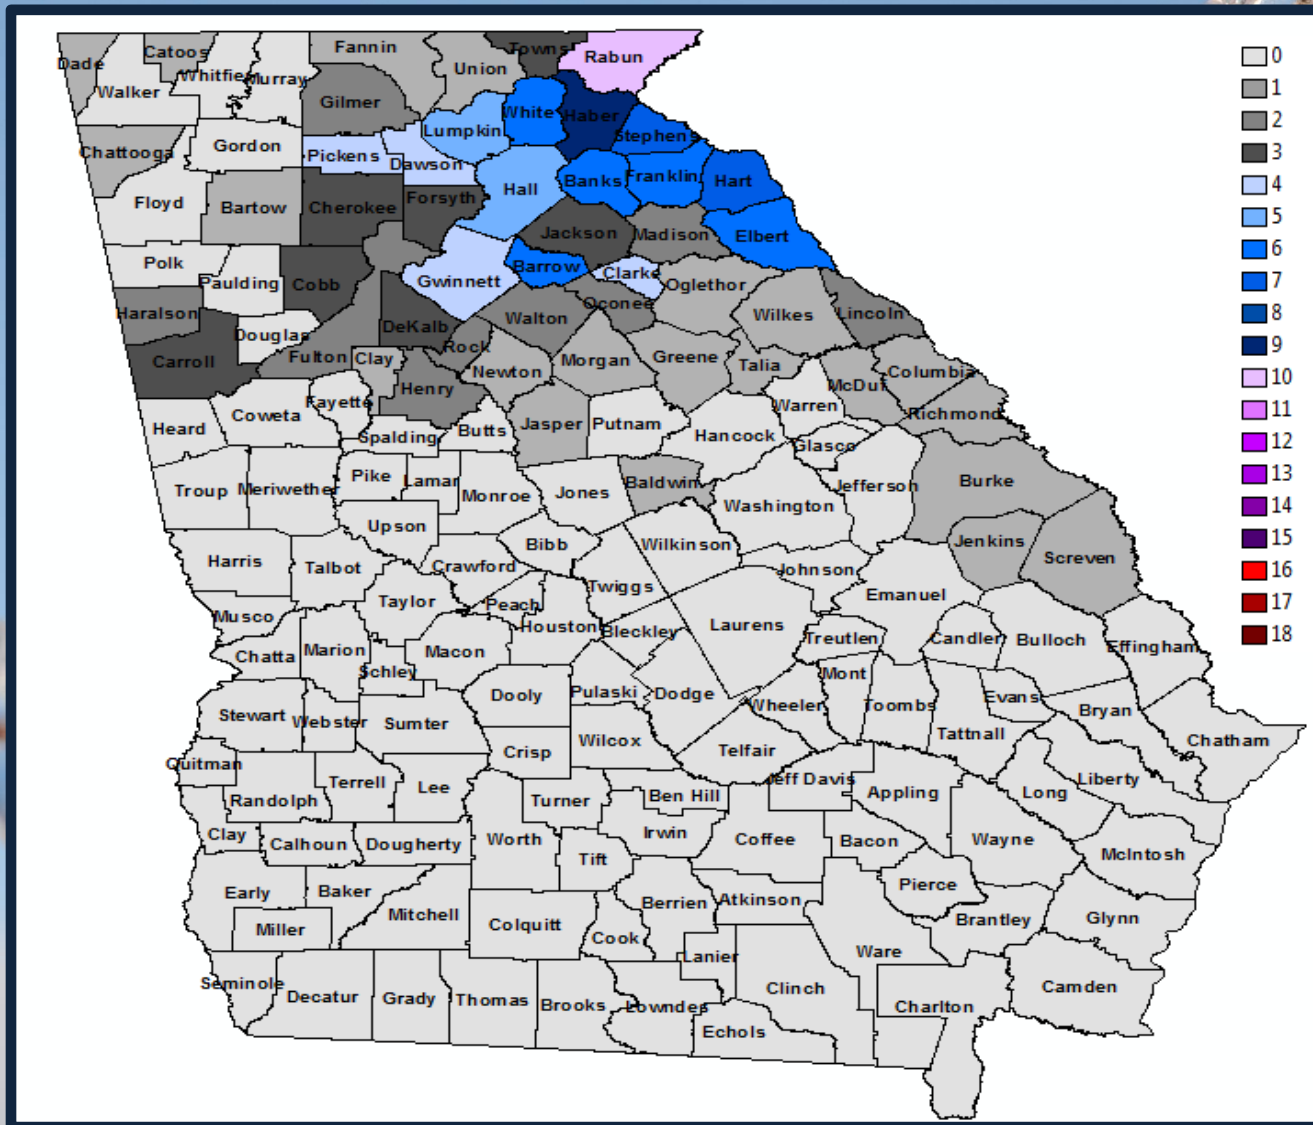 Dade
Catoos
Whitfie
Murray
Fannin
Union
Towns
Rabun
Walker
Gilmer
Lumpkin
White
Haber
Stephens
Chattooga
Gordon
Pickens
Dawson
Hall
Banks
Franklin
Hart
Floyd
Bartow
Cherokee
Forsyth
Jackson
Madison
Elbert
Polk
Paulding
Cobb
Gwinnett
Barrow
Clarke
Oglethor
Haralson
Douglas
DeKalb
Walton
Oconee
Wilkes
Lincoln
Carroll
Fulton
Clay
Rock
Newton
Morgan
Greene
Talia
McDuf
Columbia
Henry
Heard
Coweta
Fayette
Spalding
Butts
Jasper
Putnam
Hancock
Warren
Glasco
Richmond
Troup
Meriwether
Pike
Lamar
Monroe
Jones
Baldwin
Washington
Jefferson
Burke
Upson
Bibb
Wilkinson
Jenkins
Screven
Harris
Talbot
Crawford
Twiggs
Johnson
Emanuel
Musco
Taylor
Peach
Houston
Bleckley
Laurens
Treutlen
Candler
Bulloch
Effingham
Chatta
Marion
Schley
Macon
Dooly
Pulaski
Dodge
Wheeler
Mont
Toombs
Evans
Bryan
Stewart
Webster
Sumter
Crisp
Wilcox
Telfair
Tattnall
Chatham
Quitman
Randolph
Terrell
Lee
Turner
Ben Hill
Jeff Davis
Appling
Long
Liberty
Clay
Calhoun
Dougherty
Worth
Tift
Irwin
Coffee
Bacon
Wayne
McIntosh
Early
Baker
Miller
Mitchell
Colquitt
Cook
Berrien
Atkinson
Pierce
Brantley
Glynn
Lanier
Ware
Seminole
Decatur
Grady
Thomas
Brooks
Lowndes
Echols
Clinch
Charlton
Camden
0
1
2
3
4
5
6
7
8
9
10
11
12
13
14
15
16
17
18